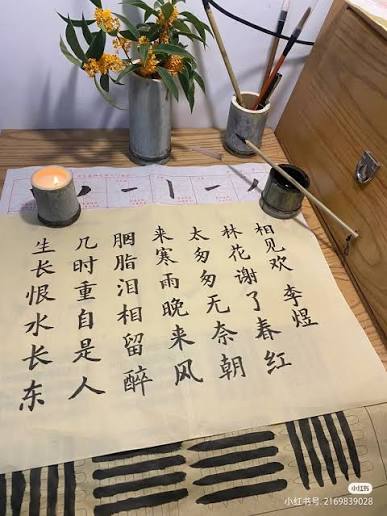 相见欢 李煜
林花谢了春红
太匆匆无奈朝
来寒雨晚来风
胭脂泪相留醉
几时重自是人
生长恨水长东
小红书
小红书号: 2169839028